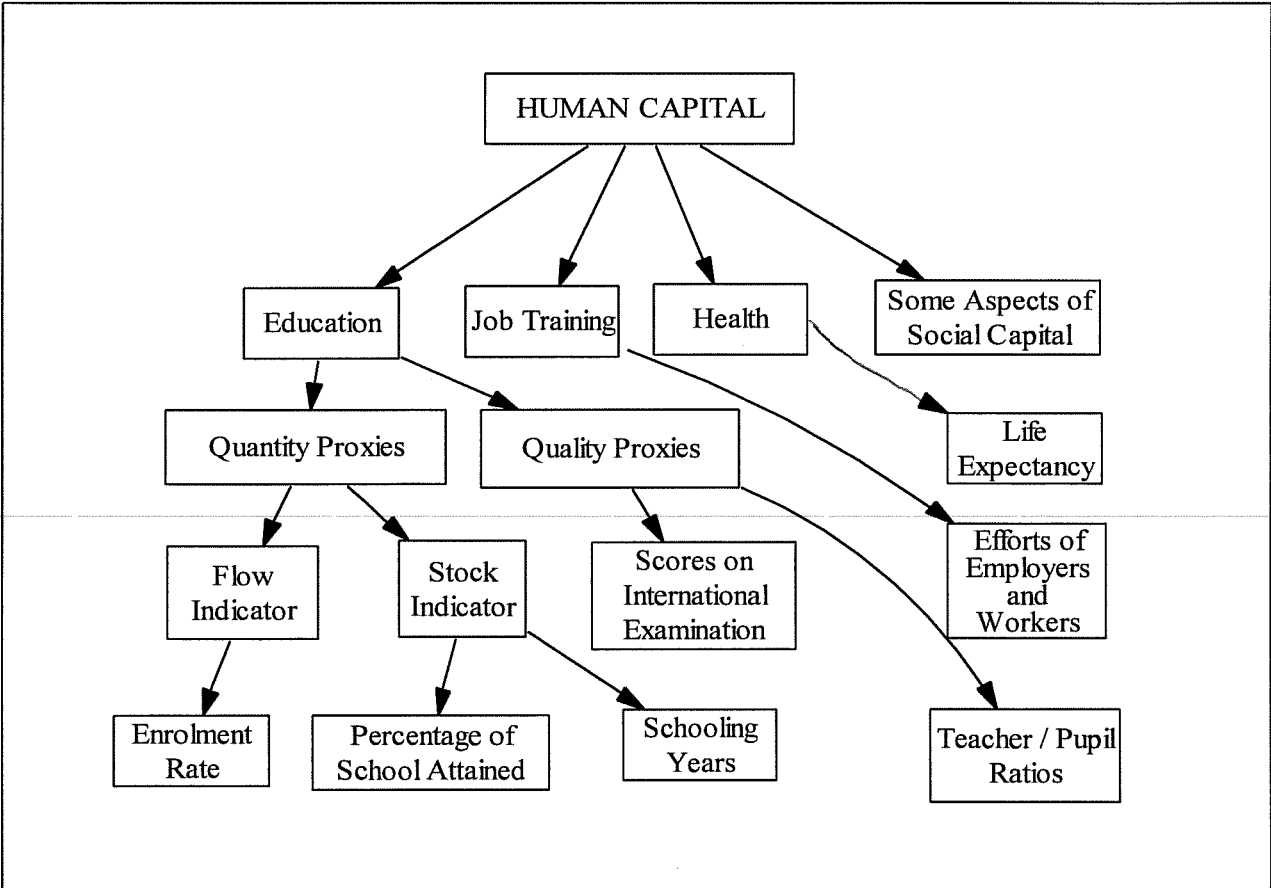 HUMAN CAPITAL
Education
Job Training
Health
Some Aspects of
Social Capital
Quantity Proxies
Quality Proxies
Life
Expectancy
Flow
Indicator
Stock
Indicator
Scores on
International
Examination
Efforts of
Employers
and
Workers
Enrolment
Rate
Percentage of
School Attained
Schooling
Years
Teacher / Pupil
Ratios